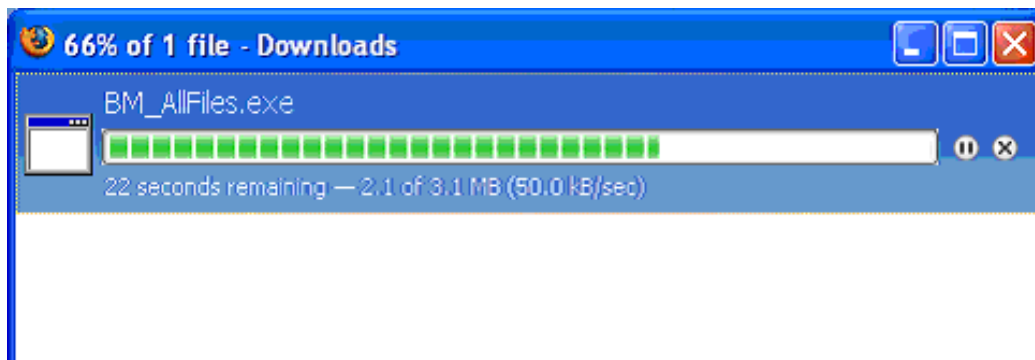 66% of 1 file - Downloads
BM_AllFiles.exe
22 seconds remaining — 2.1 of 3.1 MB (50.0 kB/sec)